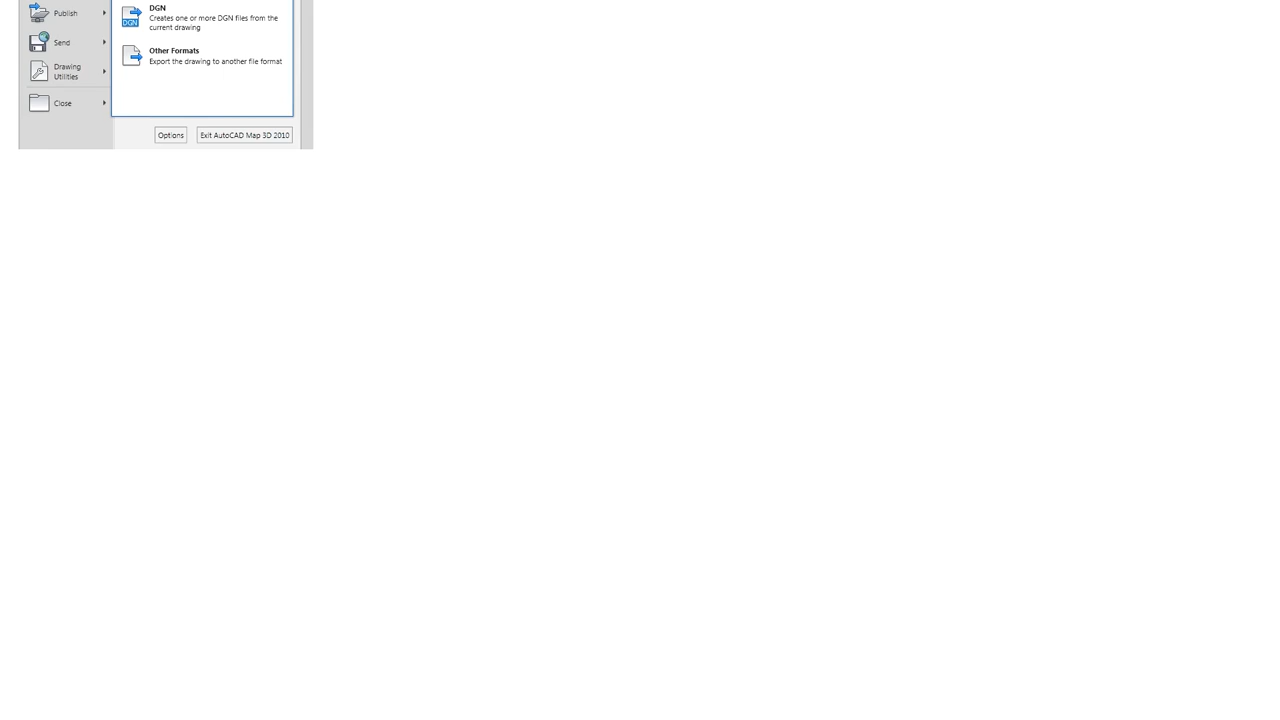 Publish
Send
Drawing
Utilities
Close
DGN
DGN
Creates one or more DGN files from the
current drawing
Other Formats
Export the drawing to another file format
Options
Exit AutoCAD Map 3D 2010